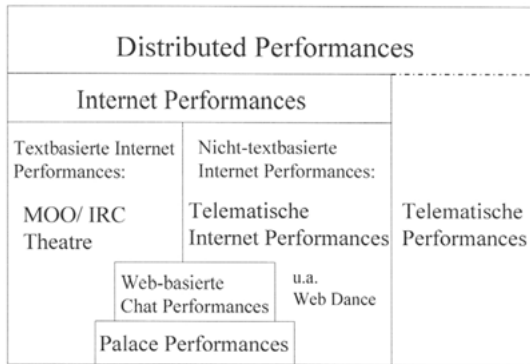 Distributed Performances
Internet Performances
Textbasierte Internet
Performances:
MOO/ IRC
Theatre
Nicht-textbasierte
Internet Performances:
Telematische
Internet Performances
Telematische
Performances
Web-basierte
Chat Performances
u.a.
Web Dance
Palace Performances